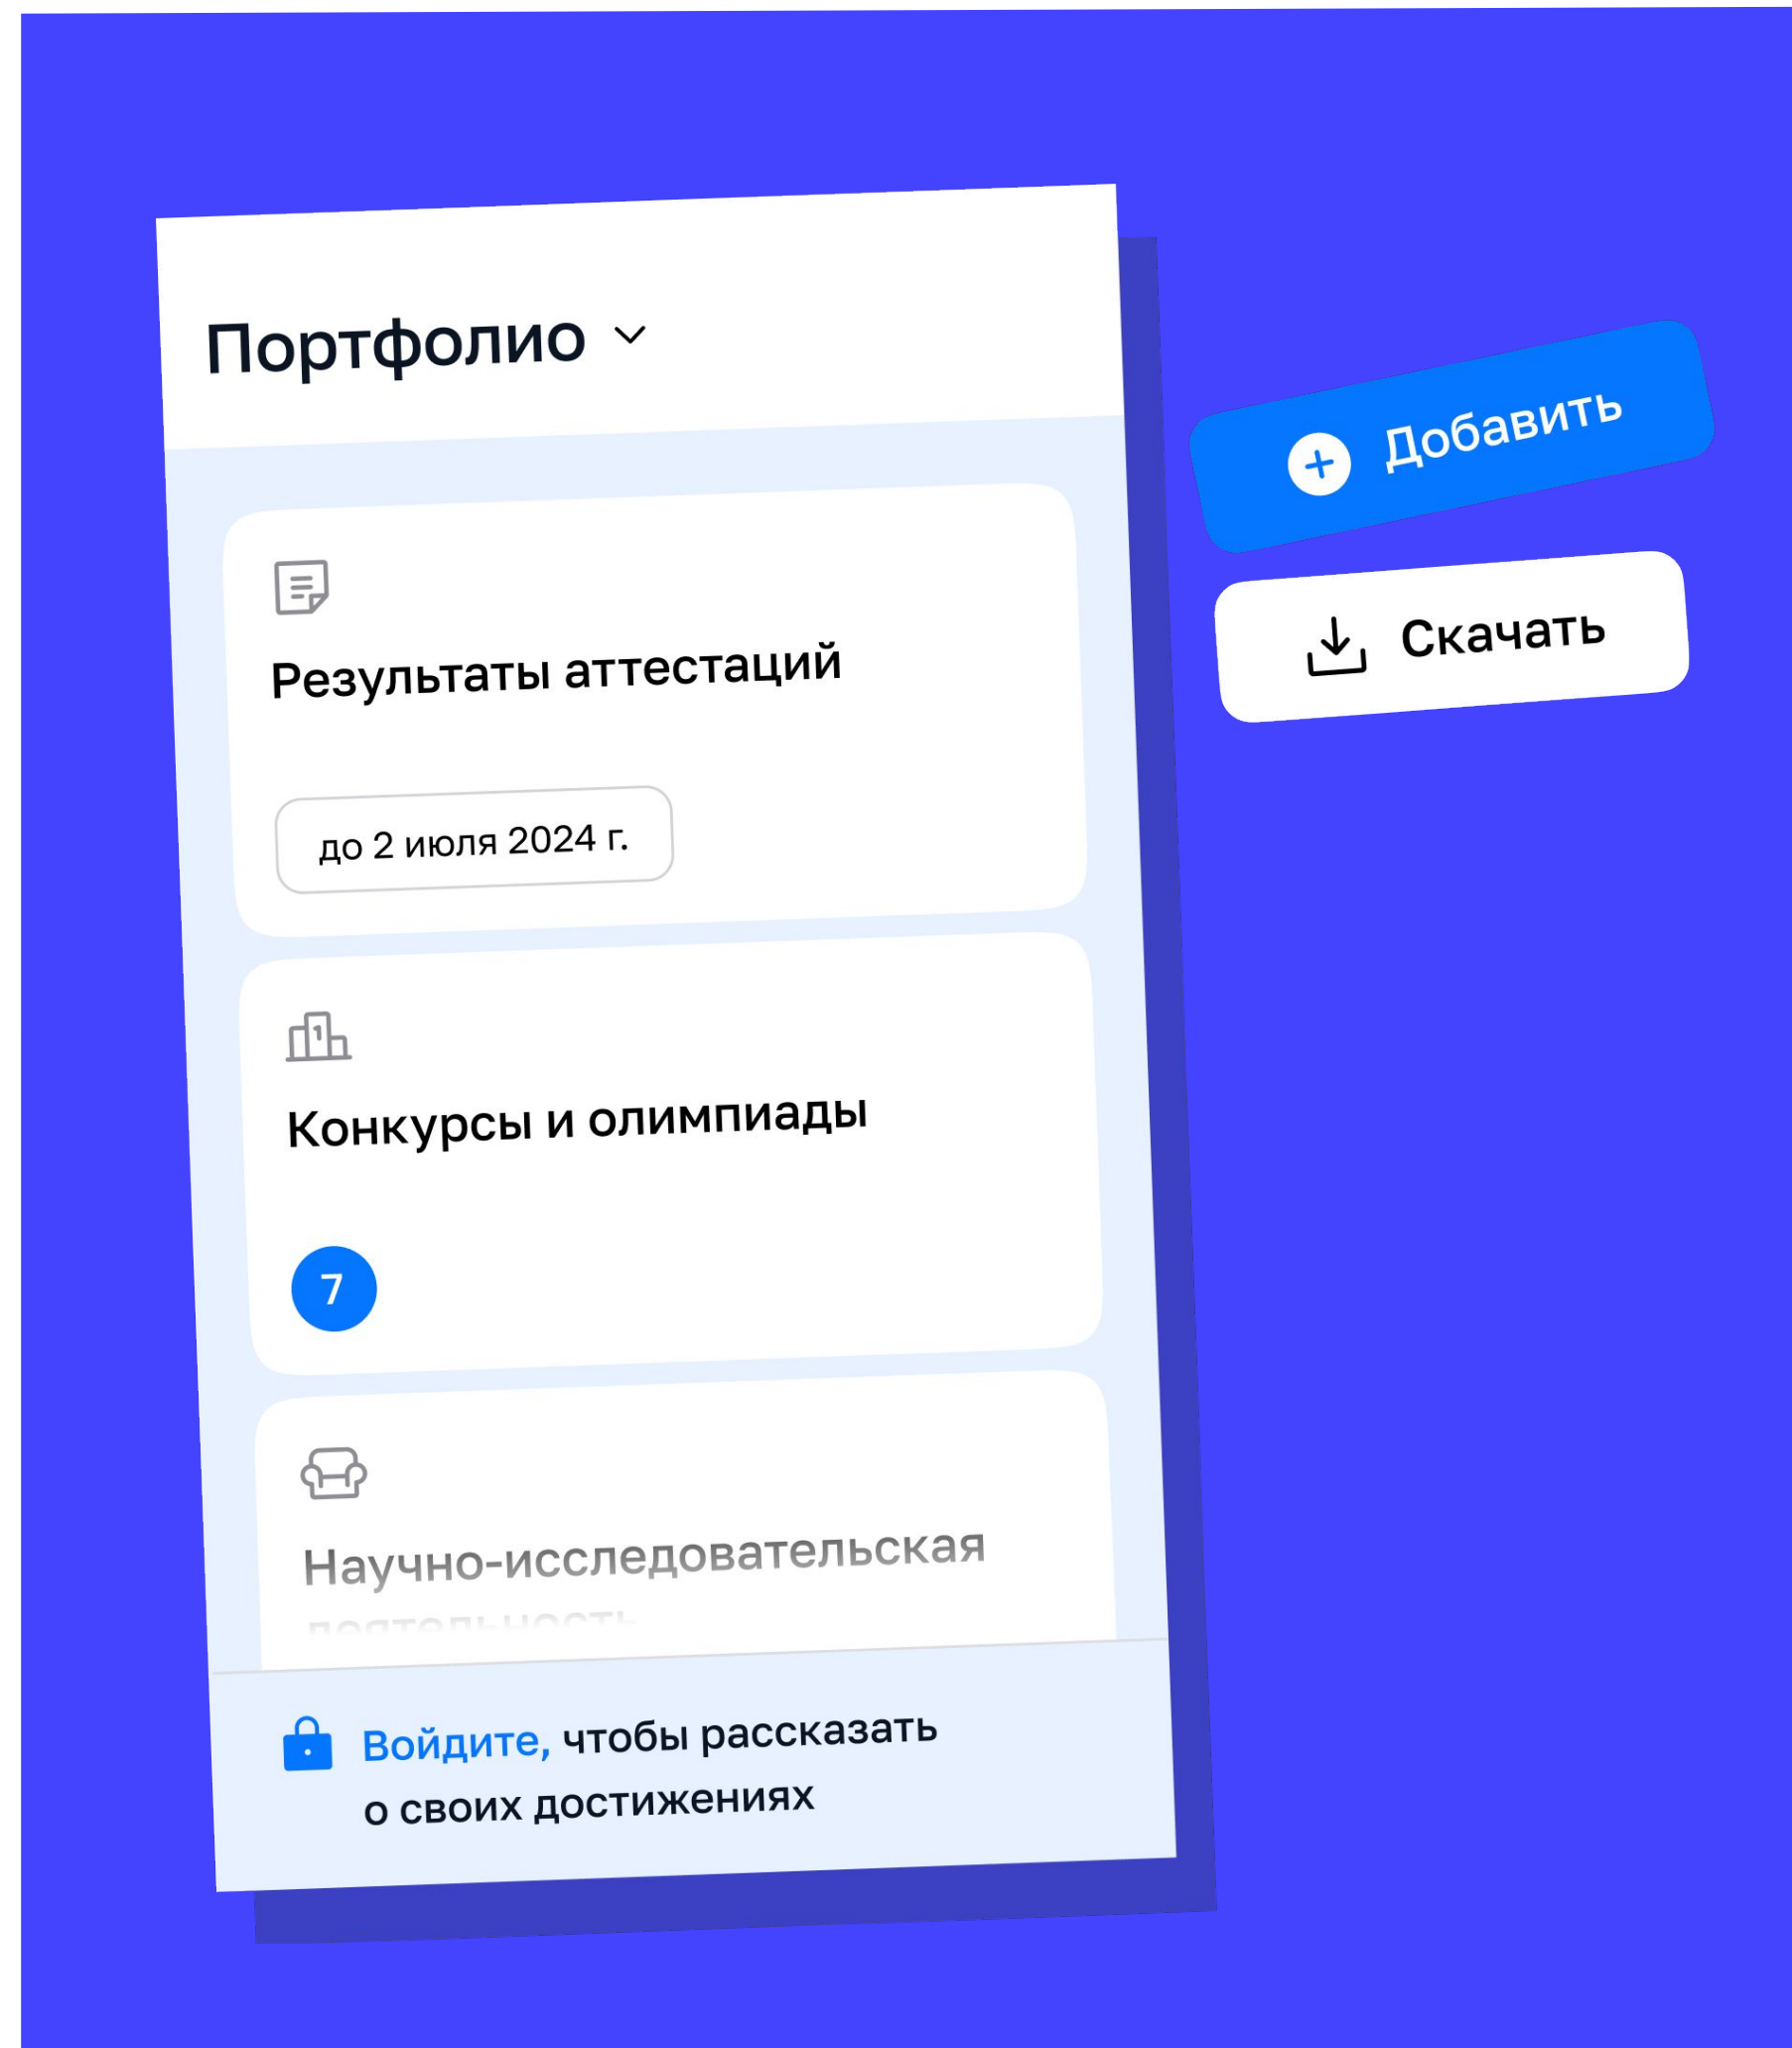 Портфолио
Добавить
Скачать
Результаты аттестаций
до 2 июля 2024 г.
Конкурсы и олимпиады
7
Научно-исследовательская
деятельность
Войдите, чтобы рассказать
о своих достижениях